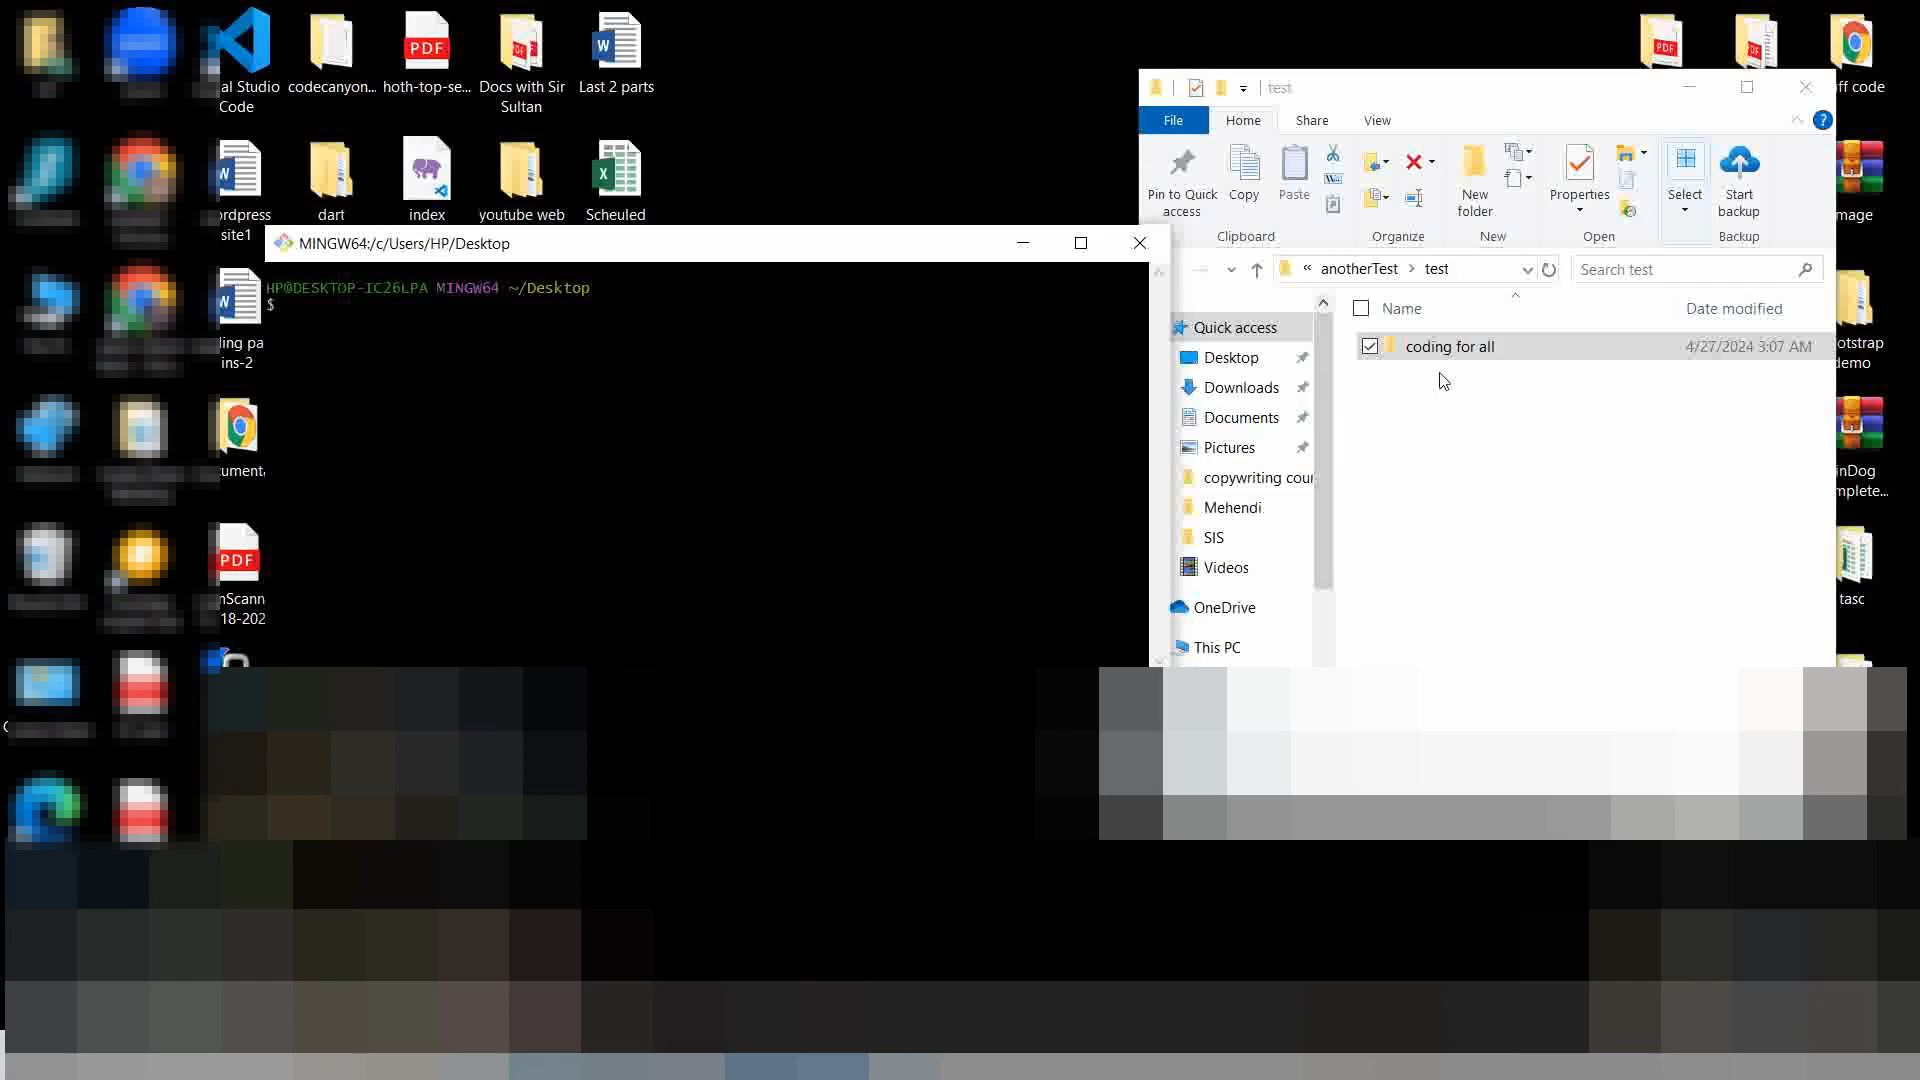 al Studio
Code
codecanyon...
hoth-top-se...
Docs with Sir
Sultan
Last 2 parts
PDF
W
W
dart
index
youtube web
X
Scheuled
ordpress
site1
W
ling pa
ins-2
cument
PDF
nScann
18-202
MINGW64:/c/Users/HP/Desktop
HP@DESKTOP-IC26LPA MINGW64 ~/Desktop
$
test
File
Home
Share
View
?
Pin to Quick
access
Copy
Paste
Clipboard
Organize
New
folder
New
Properties
Open
Select
Start
backup
Backup
« anotherTest > test
Search test
Name
Date modified
coding for all
4/27/2024 3:07 AM
Quick access
Desktop
Downloads
Documents
Pictures
copywriting cour
Mehendi
SIS
Videos
OneDrive
This PC
PDF
ff code
mage
otstrap
demo
inDog
mplete...
tasc